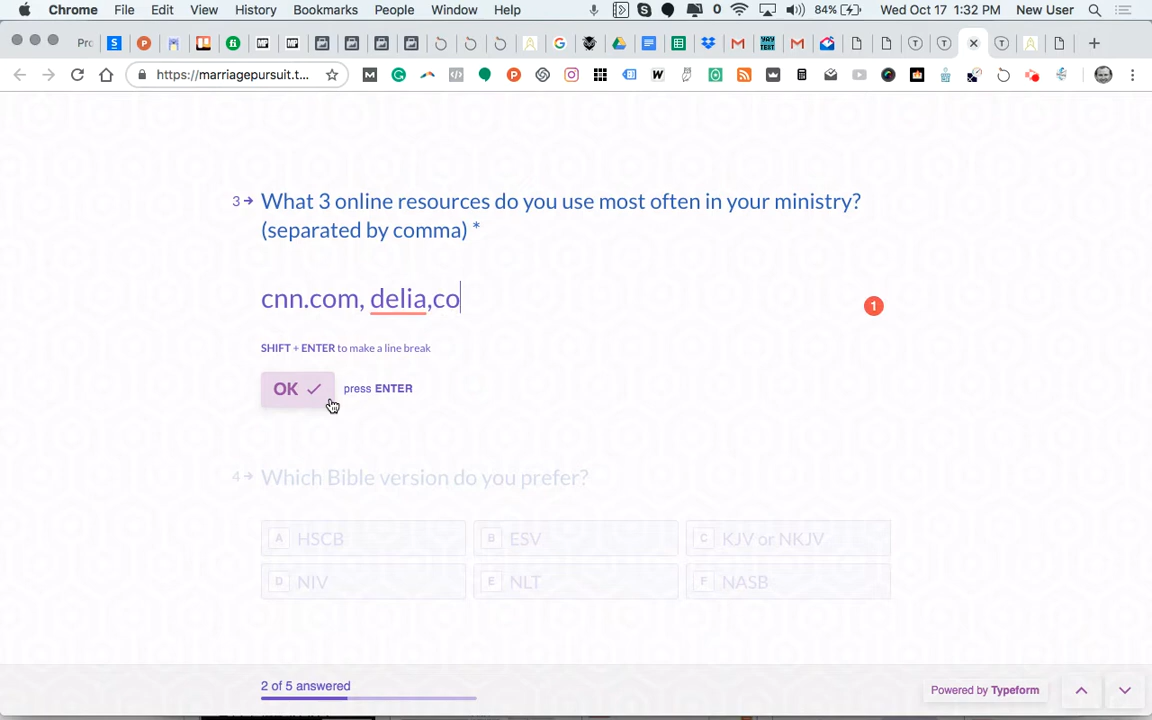 Chrome File Edit View History Bookmarks People Window Help 84% Wed Oct 17 1:32 PM New User
Pro
https://marriagepursuit.t...
3 What 3 online resources do you use most often in your ministry?
(separated by comma) *
cnn.com, delia,co
1
SHIFT + ENTER to make a line break
OK press ENTER
4 Which Bible version do you prefer?
A HSCB B ESV C KJV or NKJV
D NIV E NLT F NASB
2 of 5 answered
Powered by Typeform